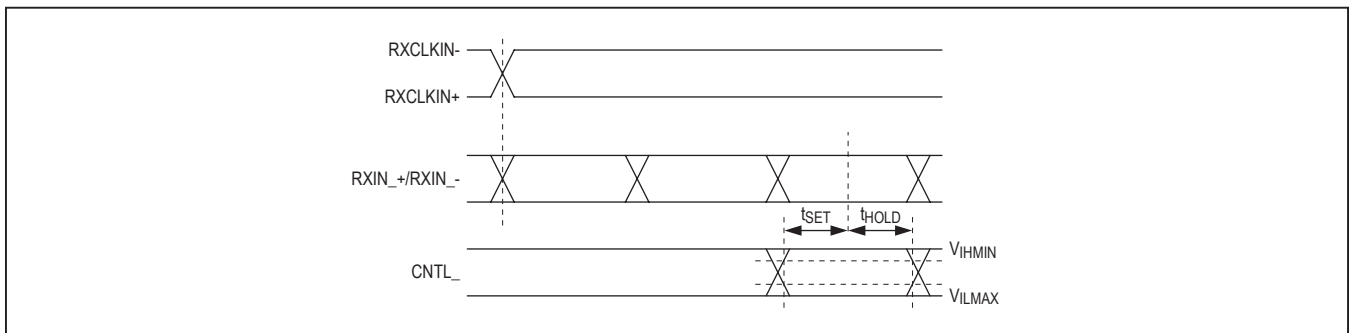 RXCLKIN-
RXCLKIN+
RXIN_+/RXIN_-
tSET
tHOLD
VIHMIN
CNTL_
VILMAX